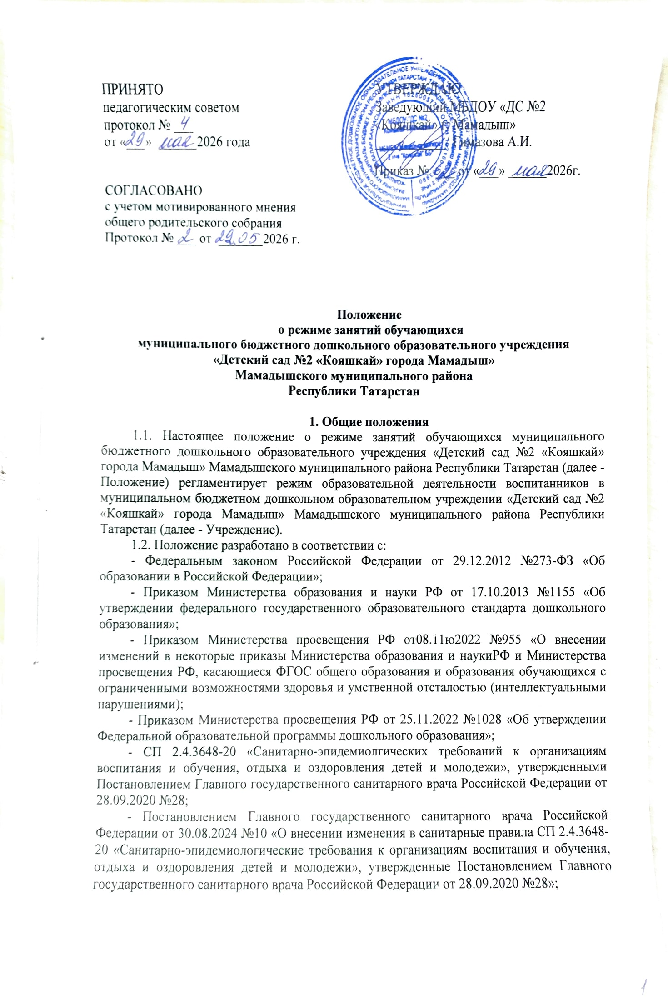 ПРИНЯТО
педагогическим советом
протокол № 4
от «29» мая 2026 года
УТВЕРЖДАЮ
Заведующий МБДОУ «ДС №2
«Кояшкай» г. Мамадыш»
Гимазова А.И.
Приказ № от «29» мая 2026г.
СОГЛАСОВАНО
с учетом мотивированного мнения
общего родительского собрания
Протокол № 2 от 29.05 2026 г.
Положение
о режиме занятий обучающихся
муниципального бюджетного дошкольного образовательного учреждения
«Детский сад №2 «Кояшкай» города Мамадыш»
Мамадышского муниципального района
Республики Татарстан
1. Общие положения
1.1. Настоящее положение о режиме занятий обучающихся муниципального
бюджетного дошкольного образовательного учреждения «Детский сад №2 «Кояшкай»
города Мамадыш» Мамадышского муниципального района Республики Татарстан (далее -
Положение) регламентирует режим образовательной деятельности воспитанников в
муниципальном бюджетном дошкольном образовательном учреждении «Детский сад №2
«Кояшкай» города Мамадыш» Мамадышского муниципального района Республики
Татарстан (далее - Учреждение).
1.2. Положение разработано в соответствии с:
- Федеральным законом Российской Федерации от 29.12.2012 №273-ФЗ «Об
образовании в Российской Федерации»;
- Приказом Министерства образования и науки РФ от 17.10.2013 №1155 «Об
утверждении федерального государственного образовательного стандарта дошкольного
образования»;
- Приказом Министерства просвещения РФ от08.11ю2022 №955 «О внесении
изменений в некоторые приказы Министерства образования и наукиРФ и Министерства
просвещения РФ, касающиеся ФГОС общего образования и образования обучающихся с
ограниченными возможностями здоровья и умственной отсталостью (интеллектуальными
нарушениями);
- Приказом Министерства просвещения РФ от 25.11.2022 №1028 «Об утверждении
Федеральной образовательной программы дошкольного образования»;
- СП 2.4.3648-20 «Санитарно-эпидемиолгических требований к организациям
воспитания и обучения, отдыха и оздоровления детей и молодежи», утвержденными
Постановлением Главного государственного санитарного врача Российской Федерации от
28.09.2020 №28;
- Постановлением Главного государственного санитарного врача Российской
Федерации от 30.08.2024 №10 «О внесении изменения в санитарные правила СП 2.4.3648-
20 «Санитарно-эпидемиологические требования к организациям воспитания и обучения,
отдыха и оздоровления детей и молодежи», утвержденные Постановлением Главного
государственного санитарного врача Российской Федерации от 28.09.2020 №28»;
1